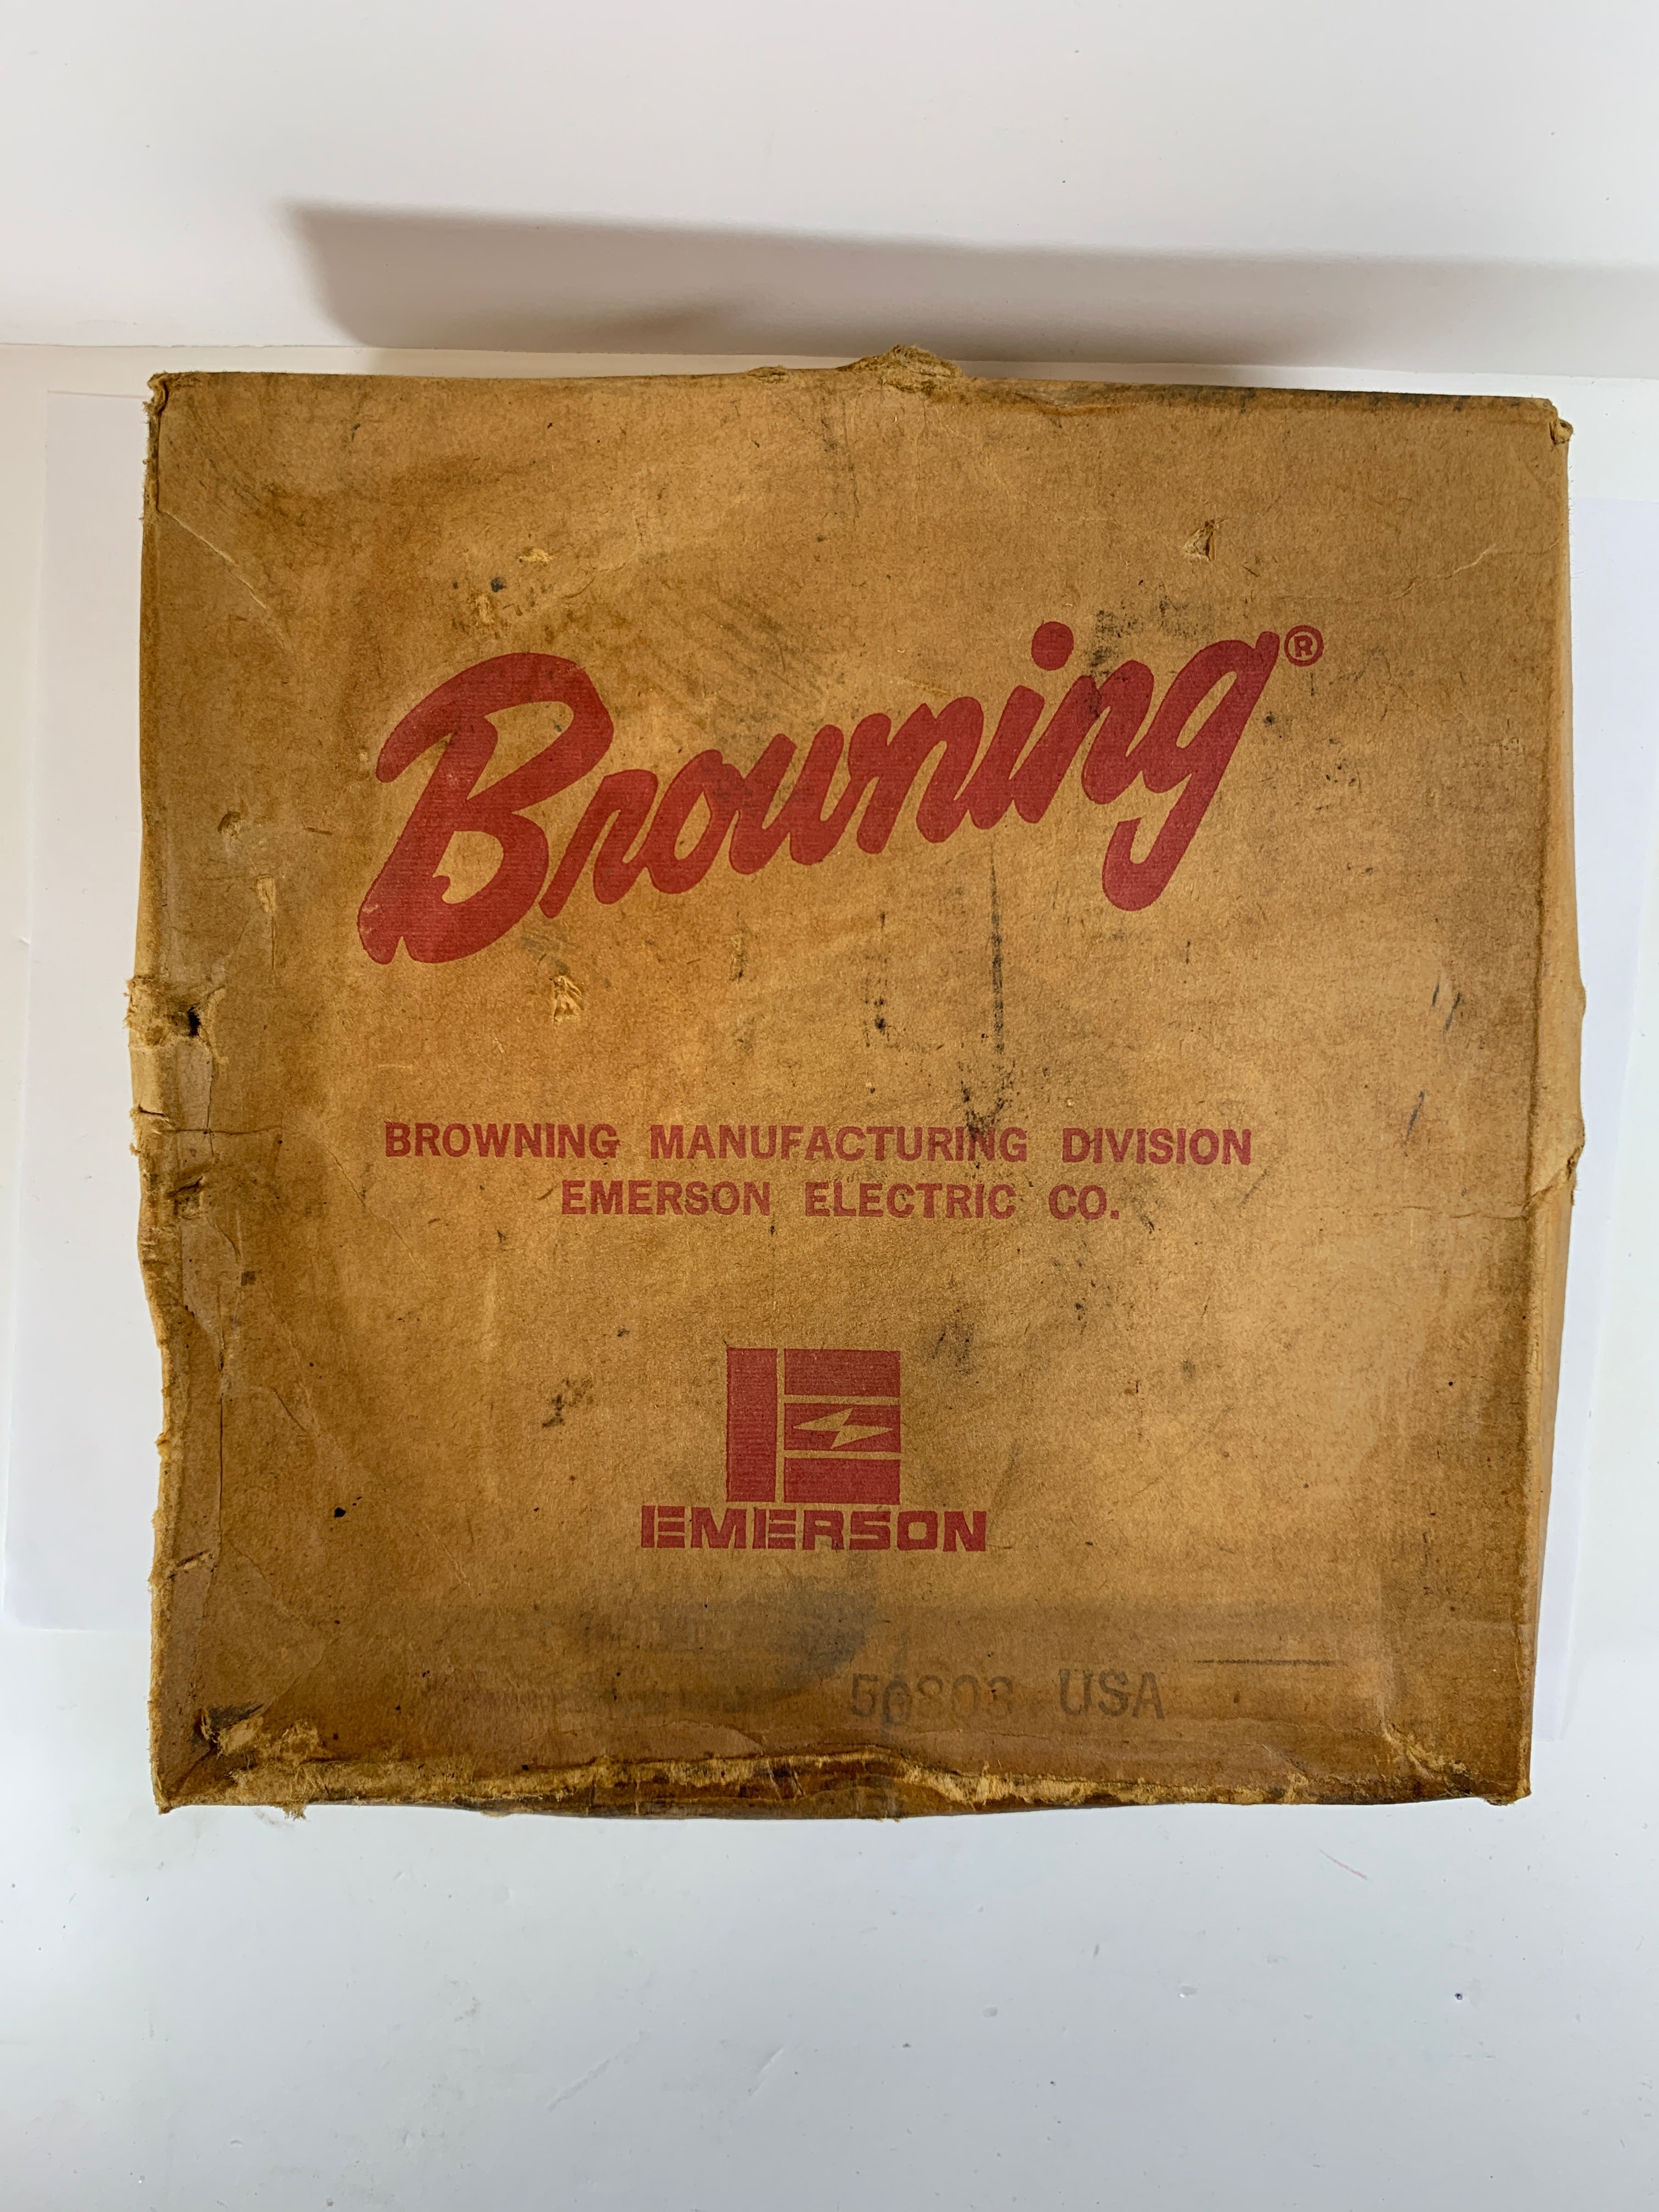 Browning®
BROWNING MANUFACTURING DIVISION
EMERSON ELECTRIC CO.
EMERSON
USA